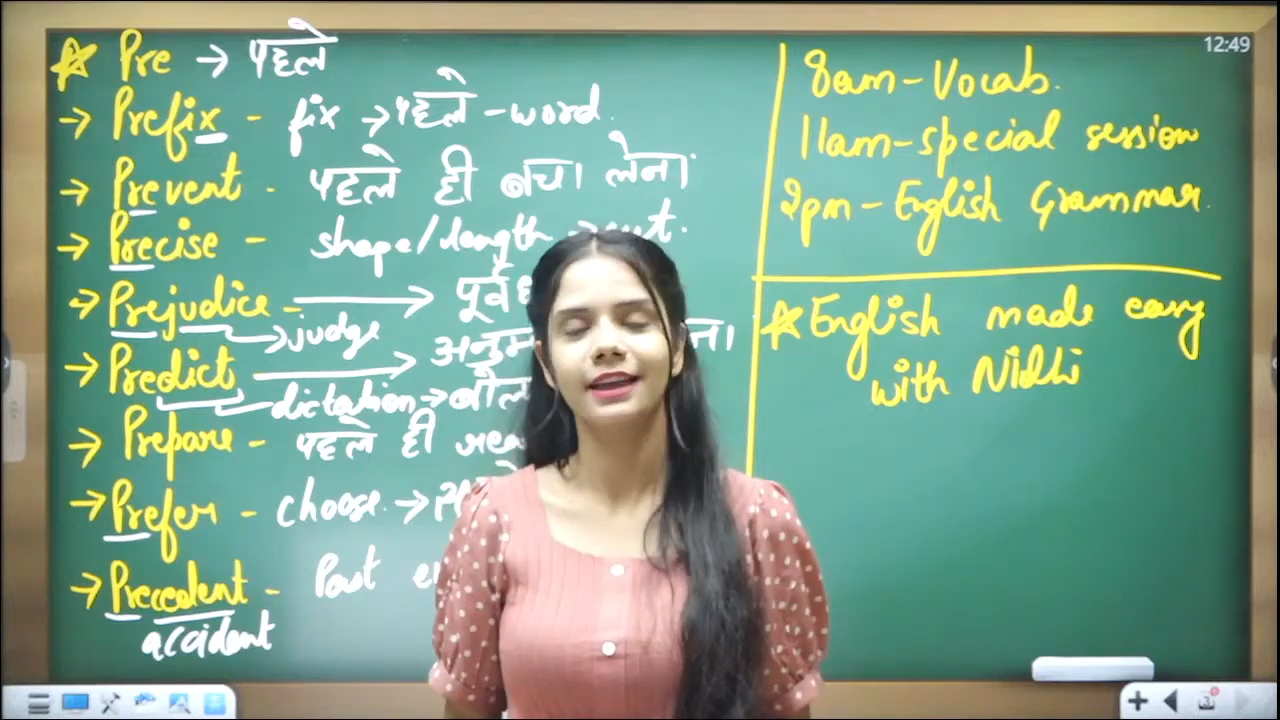 Pre → पहले
→ Prefix - fix → पहले - word.
→ Prevent - पहले ही बचा लेना
→ Precise - shape/length → cut.
→ Prejudice - → पूर्व
→ judge
→ Predict →
dictation →
→ Prepare - पहले ही
→ Prefer - choose →
→ Precedent - Past
accident
12:49
8am - Vocab.
11am - special session
2pm - English Grammar.
English made easy
with Nidhi